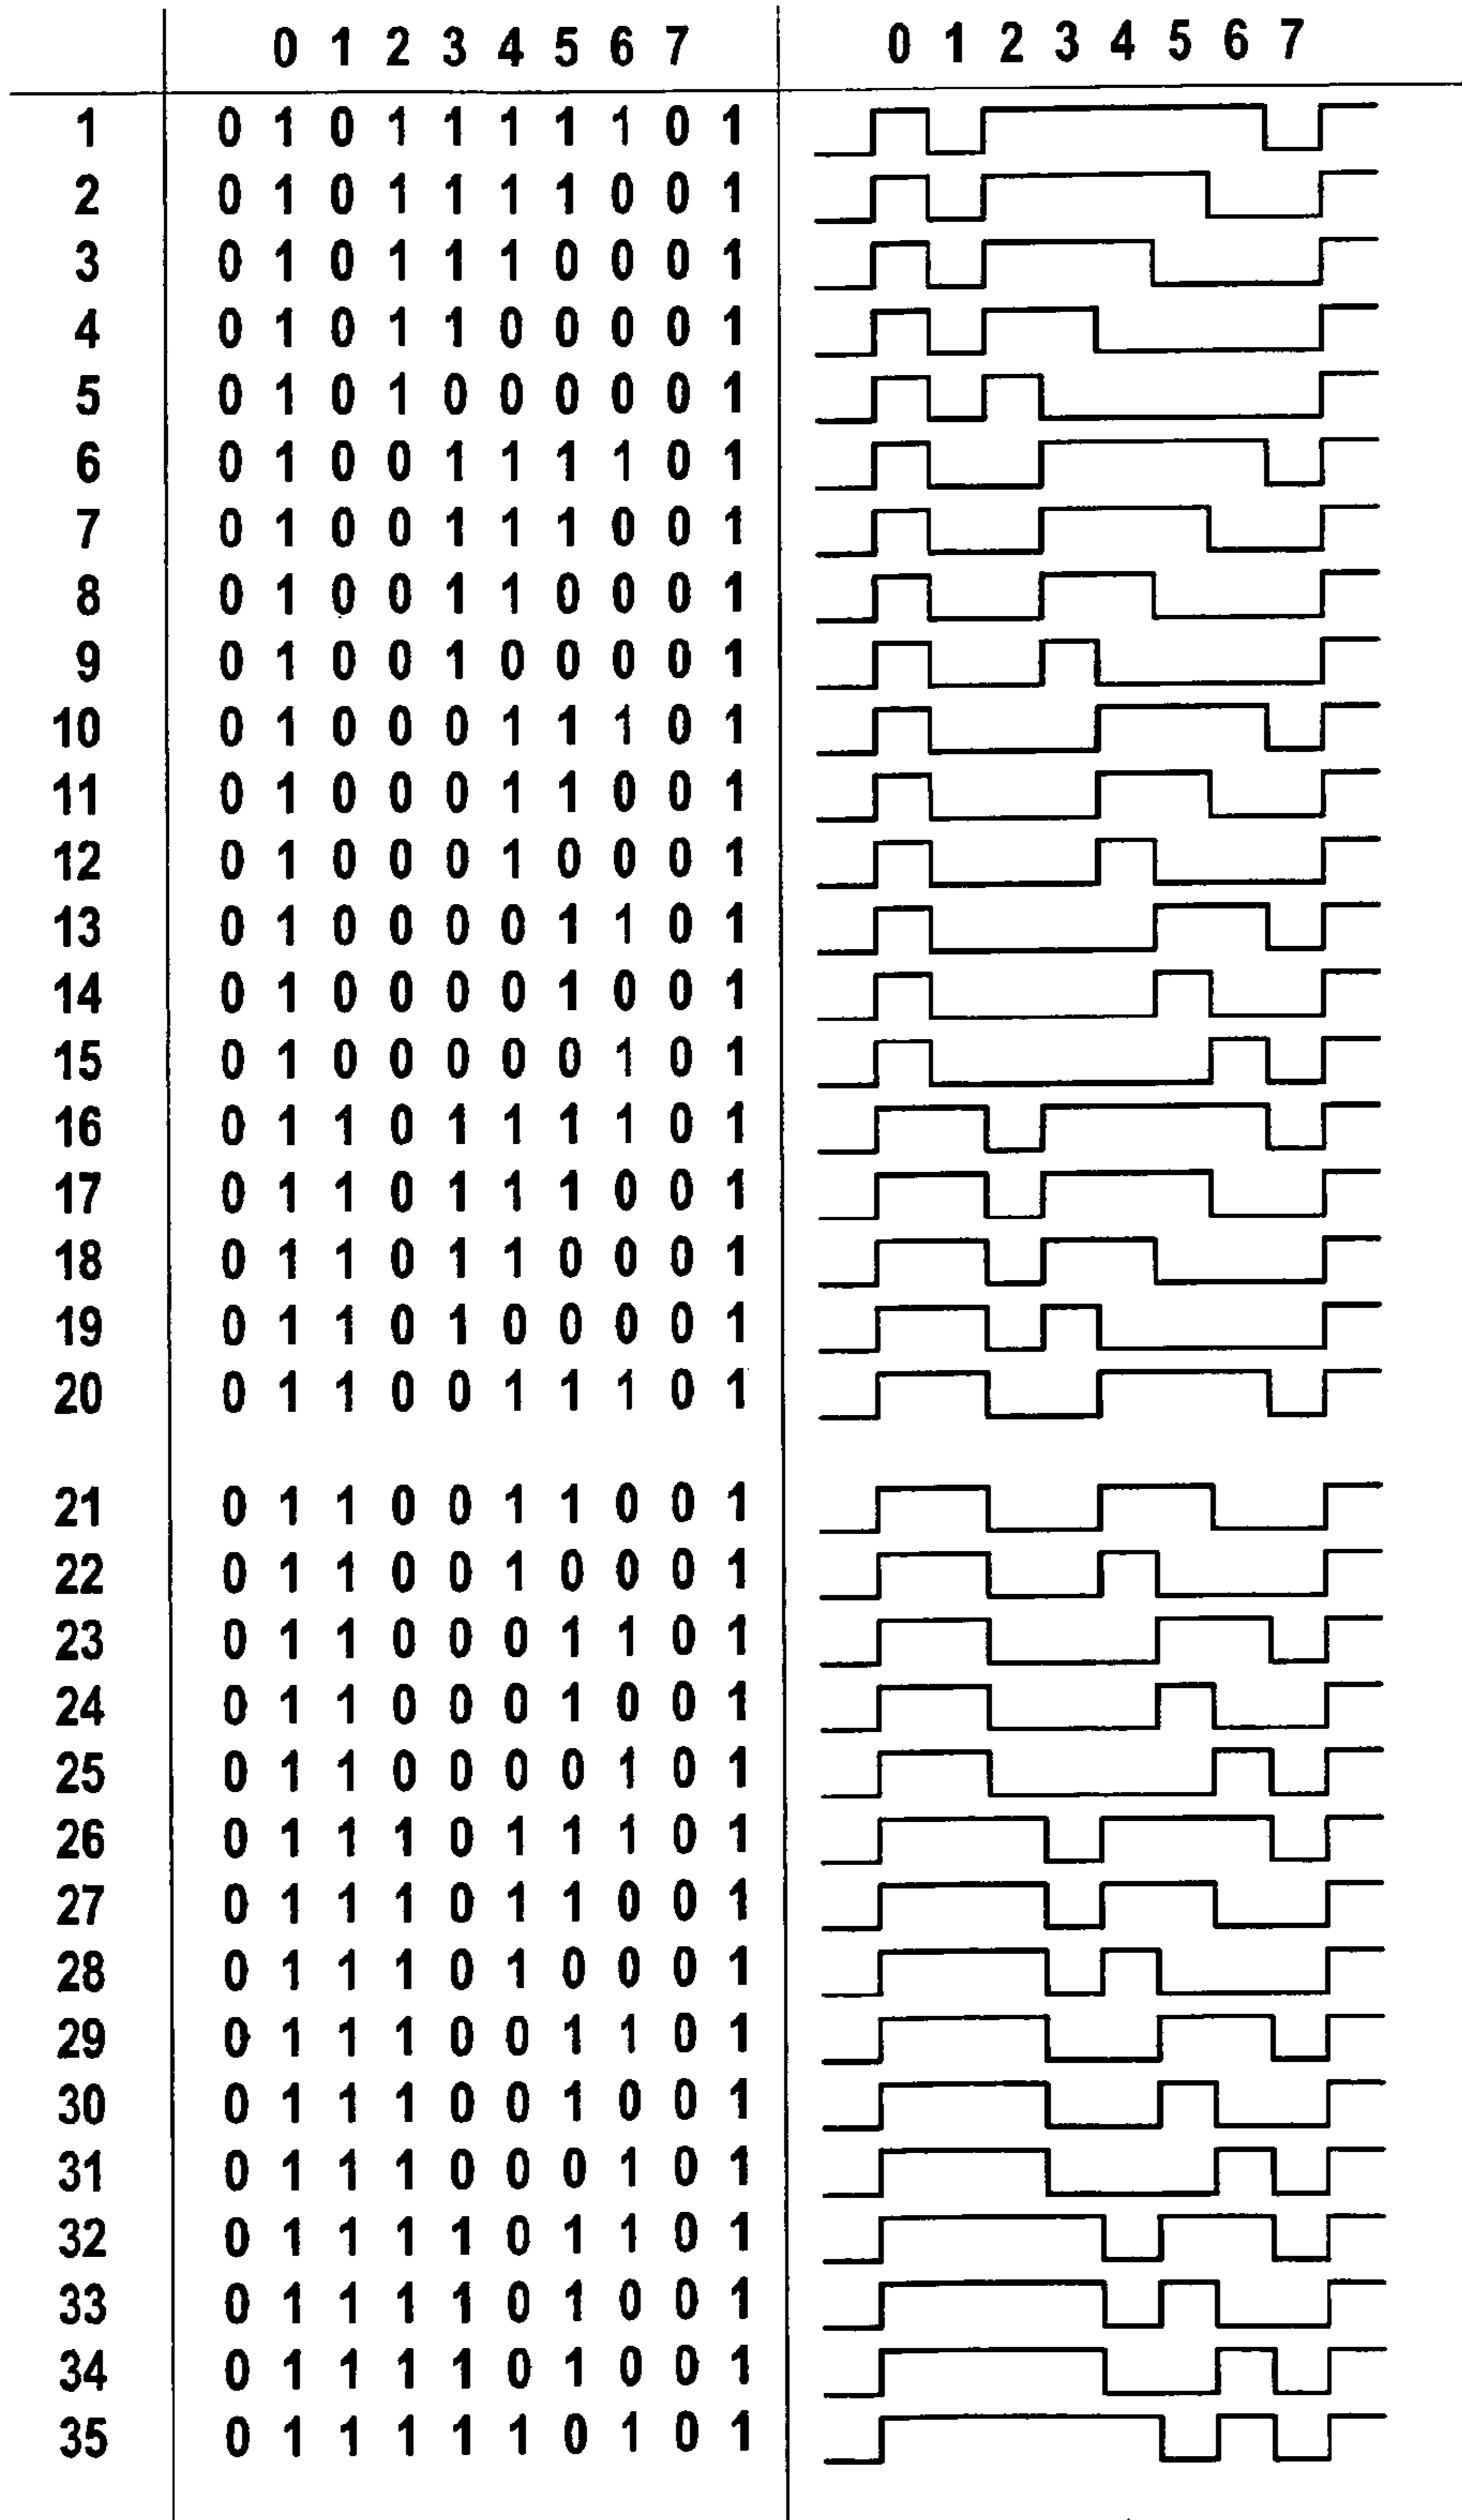 0 1 2 3 4 5 6 7 0 1 2 3 4 5 6 7
1 0 1 0 1 1 1 1 1 0 1
2 0 1 0 1 1 1 1 0 0 1
3 0 1 0 1 1 1 0 0 0 1
4 0 1 0 1 1 0 0 0 0 1
5 0 1 0 1 0 0 0 0 0 1
6 0 1 0 0 1 1 1 1 0 1
7 0 1 0 0 1 1 1 0 0 1
8 0 1 0 0 1 1 0 0 0 1
9 0 1 0 0 1 0 0 0 0 1
10 0 1 0 0 0 1 1 1 0 1
11 0 1 0 0 0 1 1 0 0 1
12 0 1 0 0 0 1 0 0 0 1
13 0 1 0 0 0 0 1 1 0 1
14 0 1 0 0 0 0 1 0 0 1
15 0 1 0 0 0 0 0 1 0 1
16 0 1 1 0 1 1 1 1 0 1
17 0 1 1 0 1 1 1 0 0 1
18 0 1 1 0 1 1 0 0 0 1
19 0 1 1 0 1 0 0 0 0 1
20 0 1 1 0 0 1 1 1 0 1
21 0 1 1 0 0 1 1 0 0 1
22 0 1 1 0 0 1 0 0 0 1
23 0 1 1 0 0 0 1 1 0 1
24 0 1 1 0 0 0 1 0 0 1
25 0 1 1 0 0 0 0 1 0 1
26 0 1 1 1 0 1 1 1 0 1
27 0 1 1 1 0 1 1 0 0 1
28 0 1 1 1 0 1 0 0 0 1
29 0 1 1 1 0 0 1 1 0 1
30 0 1 1 1 0 0 1 0 0 1
31 0 1 1 1 0 0 0 1 0 1
32 0 1 1 1 1 0 1 1 0 1
33 0 1 1 1 1 0 1 0 0 1
34 0 1 1 1 1 0 1 0 0 1
35 0 1 1 1 1 1 0 1 0 1